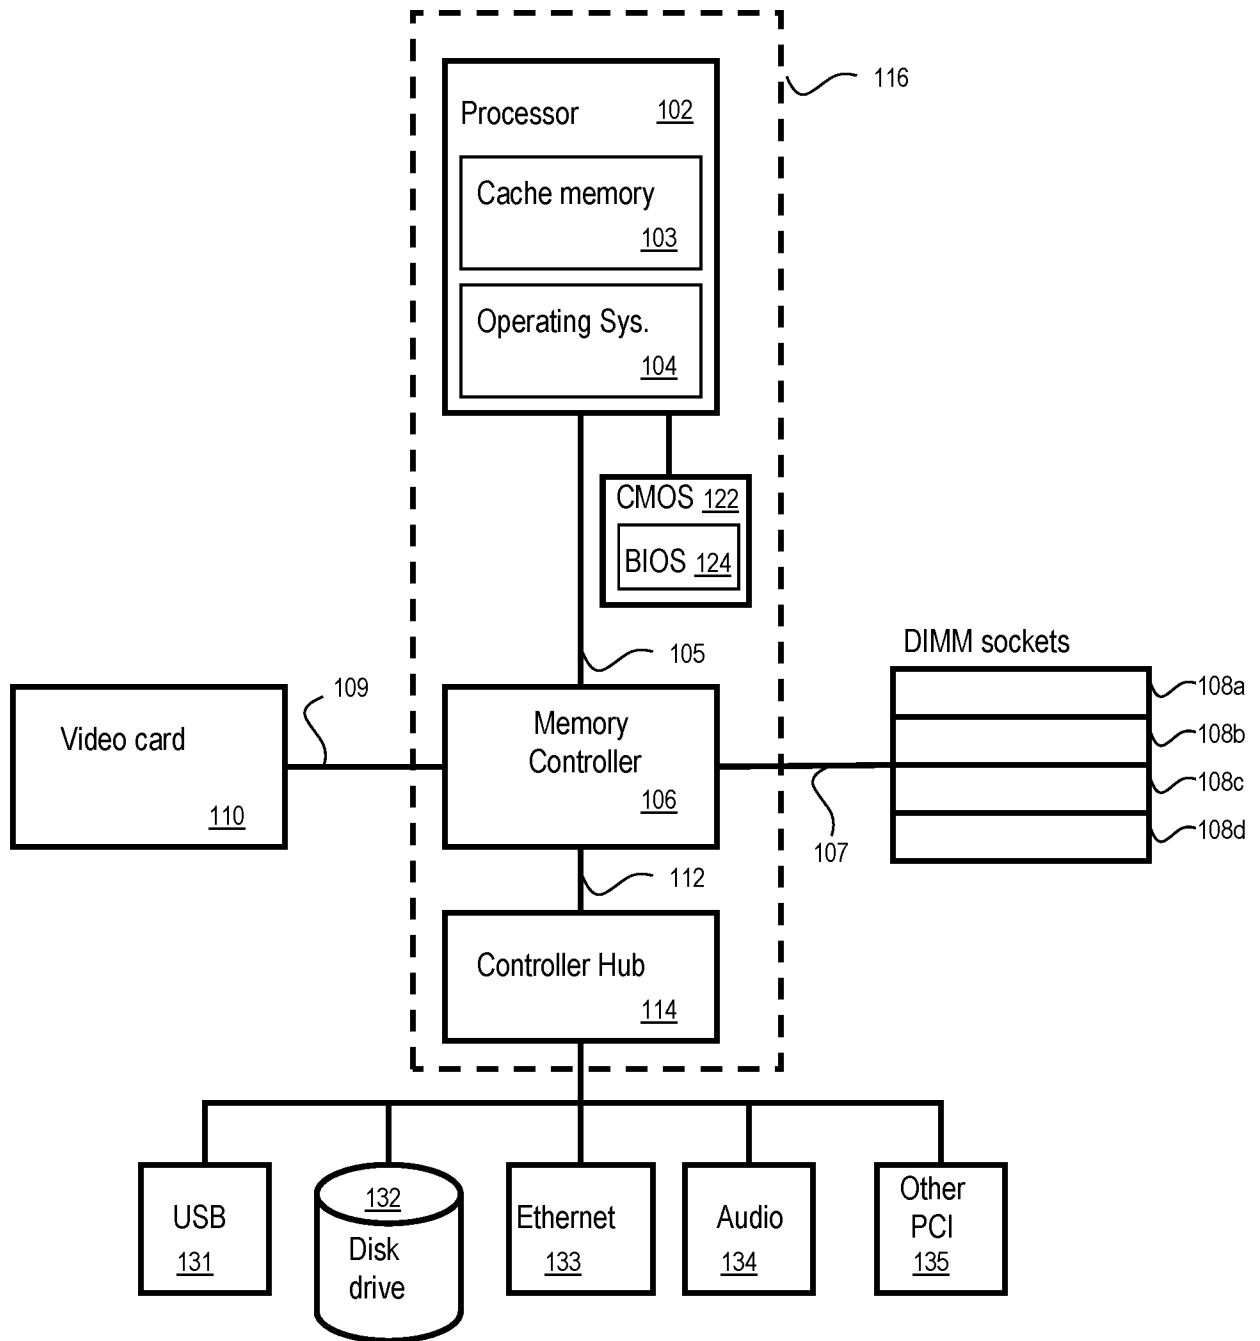 116
Processor 102
Cache memory
103
Operating Sys.
104
CMOS 122
BIOS 124
105
DIMM sockets
108a
108b
108c
108d
107
109
Video card
110
Memory
Controller
106
112
Controller Hub
114
USB
131
132
Disk
drive
Ethernet
133
Audio
134
Other
PCI
135